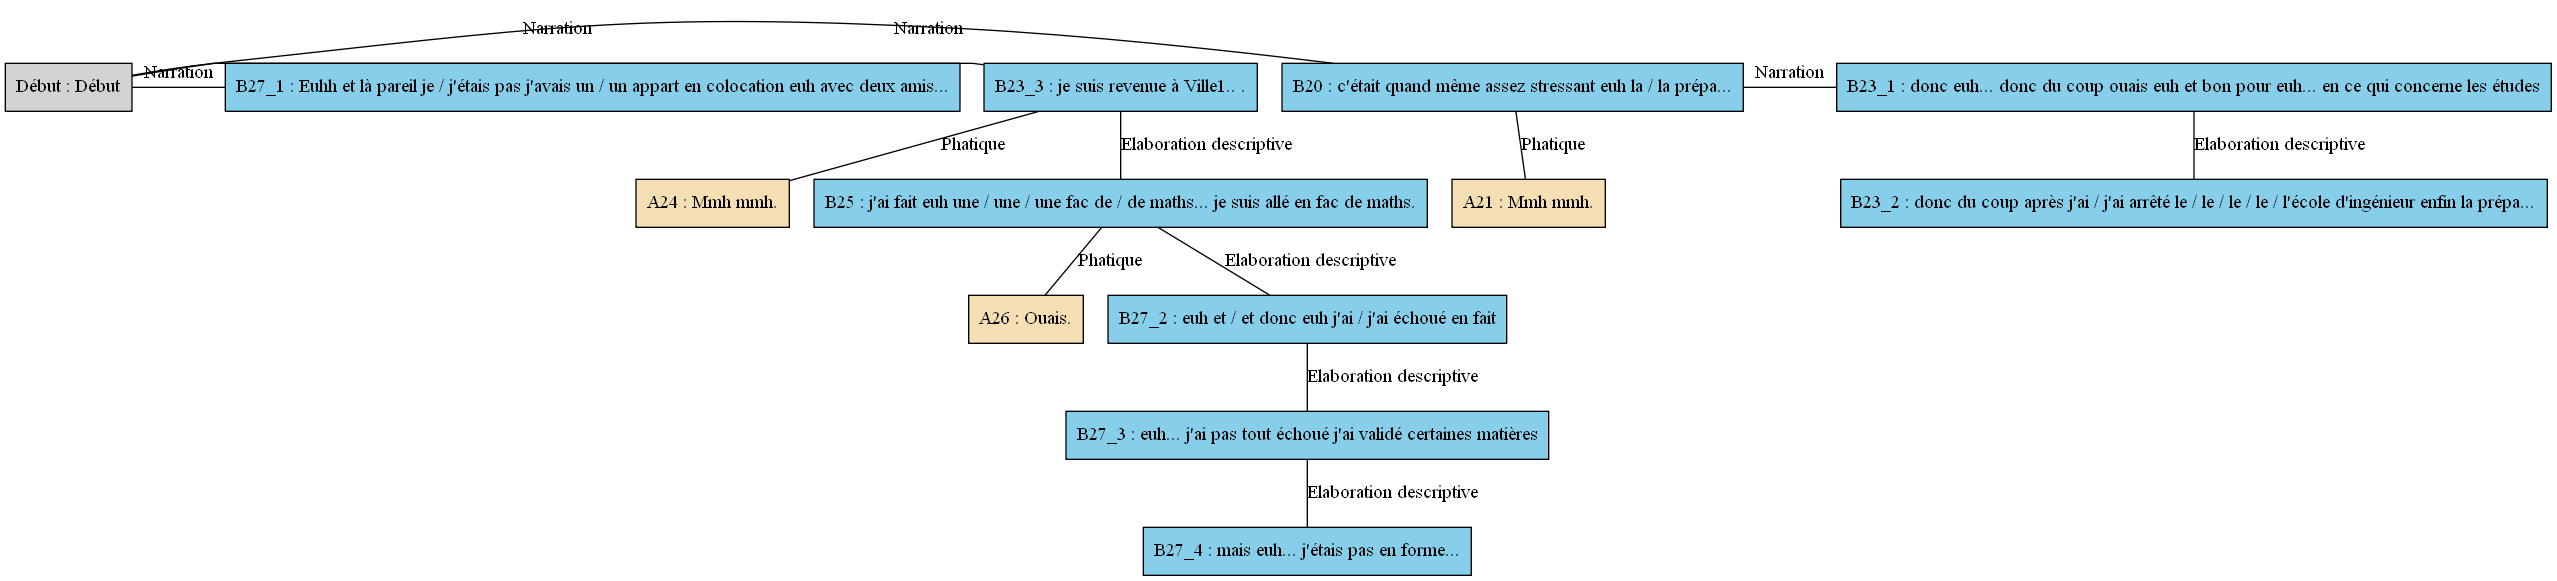 Narration
Narration
Début : Début
Narration
B27_1 : Euhh et là pareil je / j'étais pas j'avais un / un appart en colocation euh avec deux amis...
B23_3 : je suis revenue à Ville1.. .
B20 : c'était quand même assez stressant euh la / la prépa...
Narration
B23_1 : donc euh... donc du coup ouais euh et bon pour euh... en ce qui concerne les études
Phatique
Elaboration descriptive
Phatique
Elaboration descriptive
A24 : Mmh mmh.
B25 : j'ai fait euh une / une / une fac de / de maths... je suis allé en fac de maths.
A21 : Mmh mmh.
B23_2 : donc du coup après j'ai / j'ai arrêté le / le / le / le / l'école d'ingénieur enfin la prépa...
Phatique
Elaboration descriptive
A26 : Ouais.
B27_2 : euh et / et donc euh j'ai / j'ai échoué en fait
Elaboration descriptive
B27_3 : euh... j'ai pas tout échoué j'ai validé certaines matières
Elaboration descriptive
B27_4 : mais euh... j'étais pas en forme...